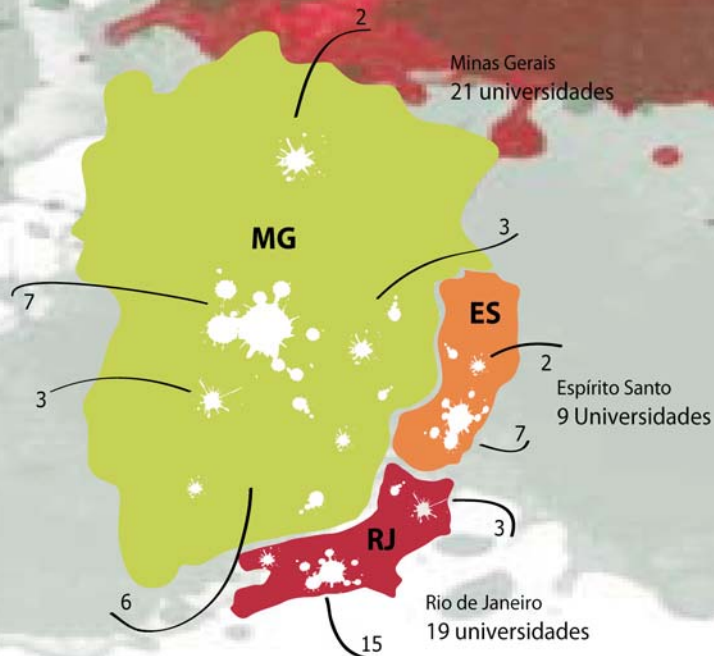 2
Minas Gerais
21 universidades
MG
3
7
ES
2
3
Espírito Santo
9 Universidades
7
RJ
3
6
Rio de Janeiro
19 universidades
15